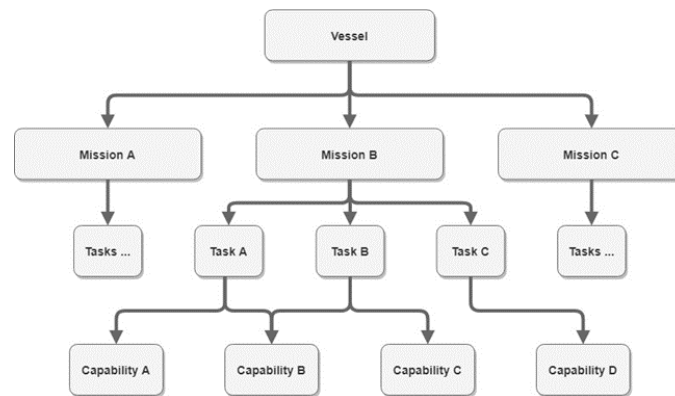 Vessel
Mission A
Mission B
Mission C
Tasks ...
Task A
Task B
Task C
Tasks ...
Capability A
Capability B
Capability C
Capability D